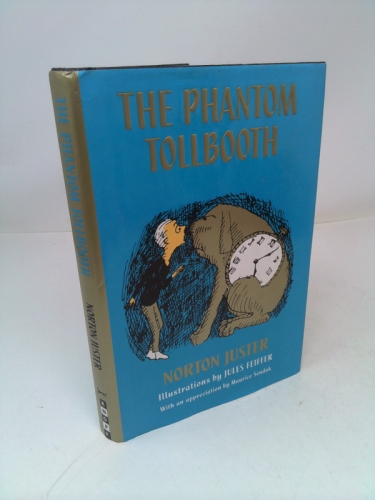 THE PHANTOM
TOLLBOOTH
NORTON JUSTER
Illustrations by JULES FEIFFER
With an appreciation by Maurice Sendak
THE PHANTOM TOLLBOOTH
NORTON JUSTER